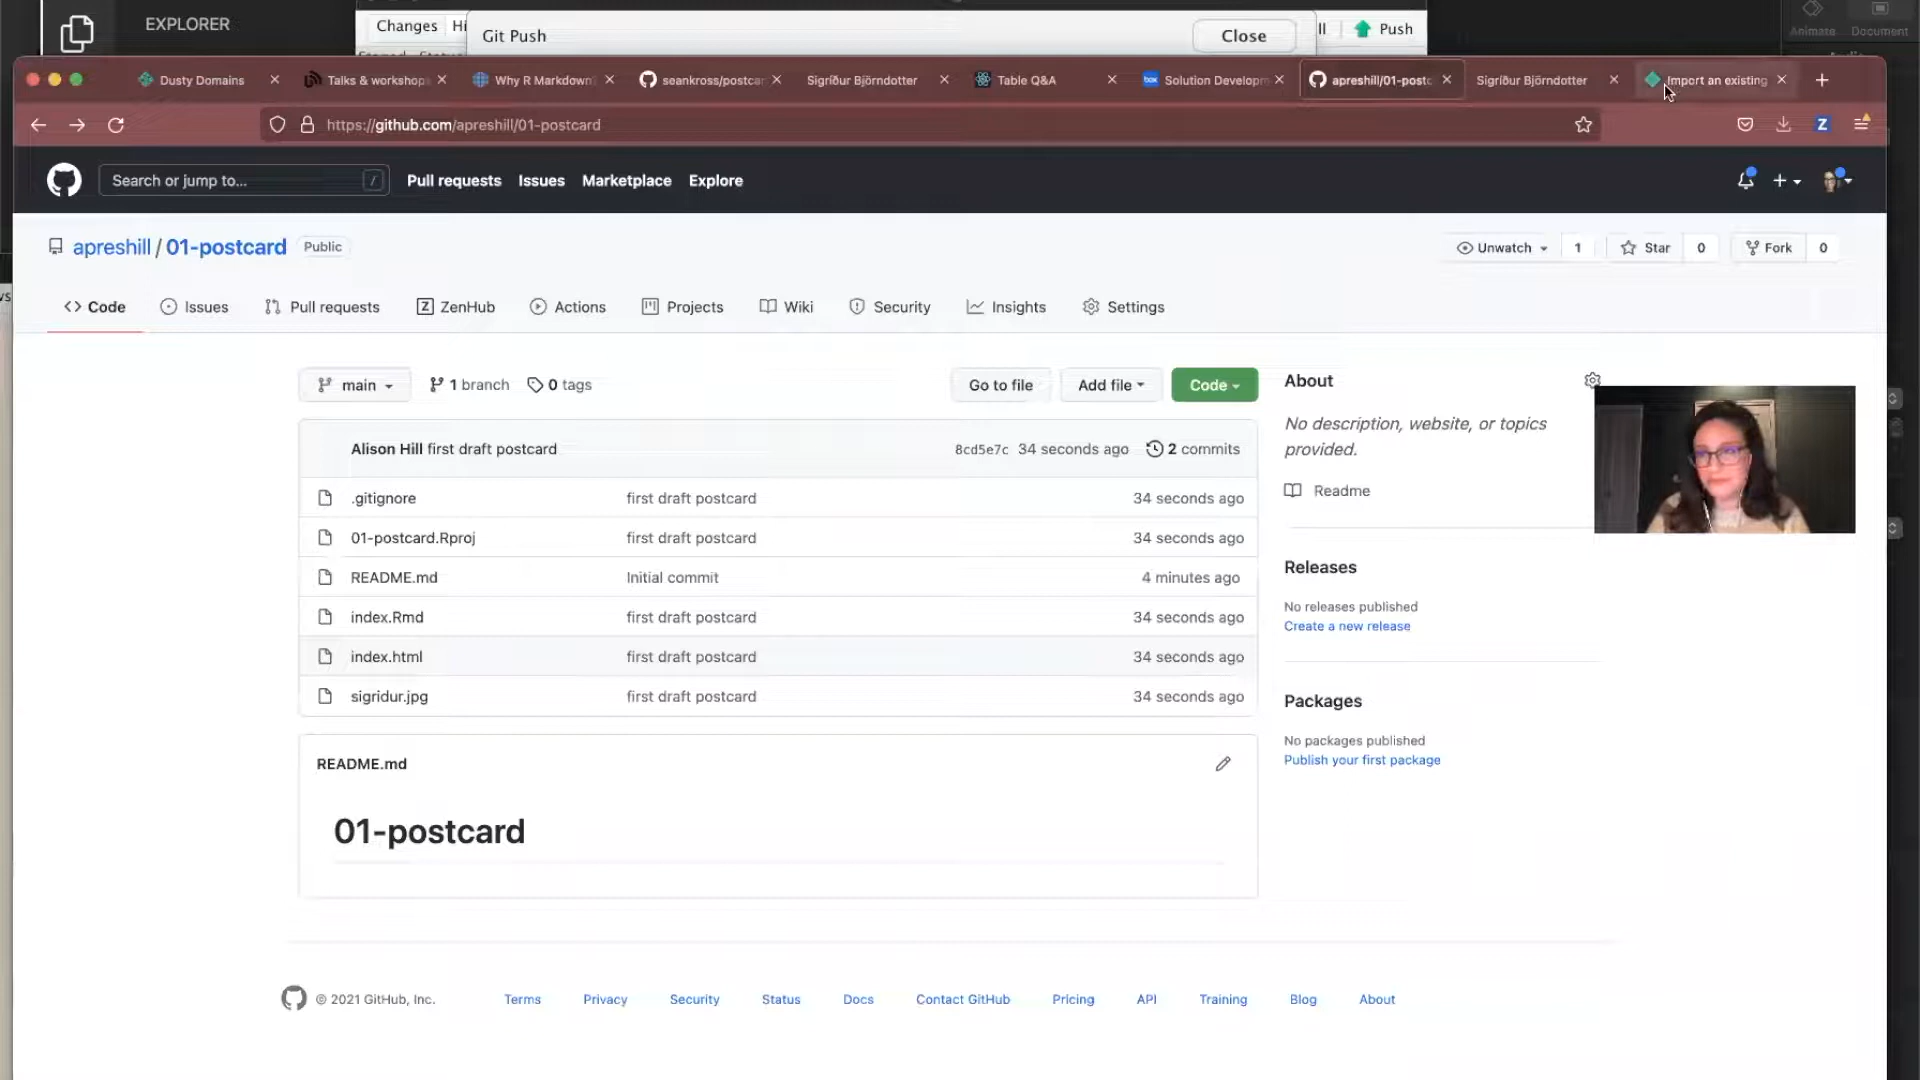 EXPLORER
Changes Hi
Git Push
Close
ll
Push
Animate
Document
Dusty Domains
Talks & workshop
Why R Markdown
seankross/postcar
Sigríður Björndotter
Table Q&A
box
Solution Developm
apreshill/01-postc
Sigríður Björndotter
Import an existing
https://github.com/apreshill/01-postcard
Z
Search or jump to...
/
Pull requests
Issues
Marketplace
Explore
apreshill / 01-postcard
Public
Unwatch
1
Star
0
Fork
0
<> Code
Issues
Pull requests
Z ZenHub
Actions
Projects
Wiki
Security
Insights
Settings
main
1 branch
0 tags
Go to file
Add file
Code
Alison Hill first draft postcard
8cd5e7c 34 seconds ago
2 commits
.gitignore first draft postcard 34 seconds ago
01-postcard.Rproj first draft postcard 34 seconds ago
README.md Initial commit 4 minutes ago
index.Rmd first draft postcard 34 seconds ago
index.html first draft postcard 34 seconds ago
sigridur.jpg first draft postcard 34 seconds ago
README.md
01-postcard
About
No description, website, or topics
provided.
Readme
Releases
No releases published
Create a new release
Packages
No packages published
Publish your first package
© 2021 GitHub, Inc.
Terms
Privacy
Security
Status
Docs
Contact GitHub
Pricing
API
Training
Blog
About